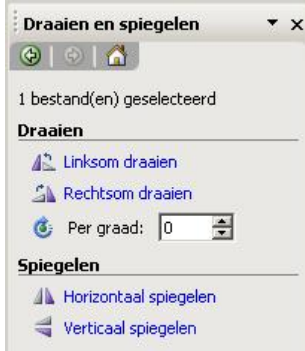 Draaien en spiegelen
1 bestand(en) geselecteerd
Draaien
Linksom draaien
Rechtsom draaien
Per graad: 0
Spiegelen
Horizontaal spiegelen
Verticaal spiegelen